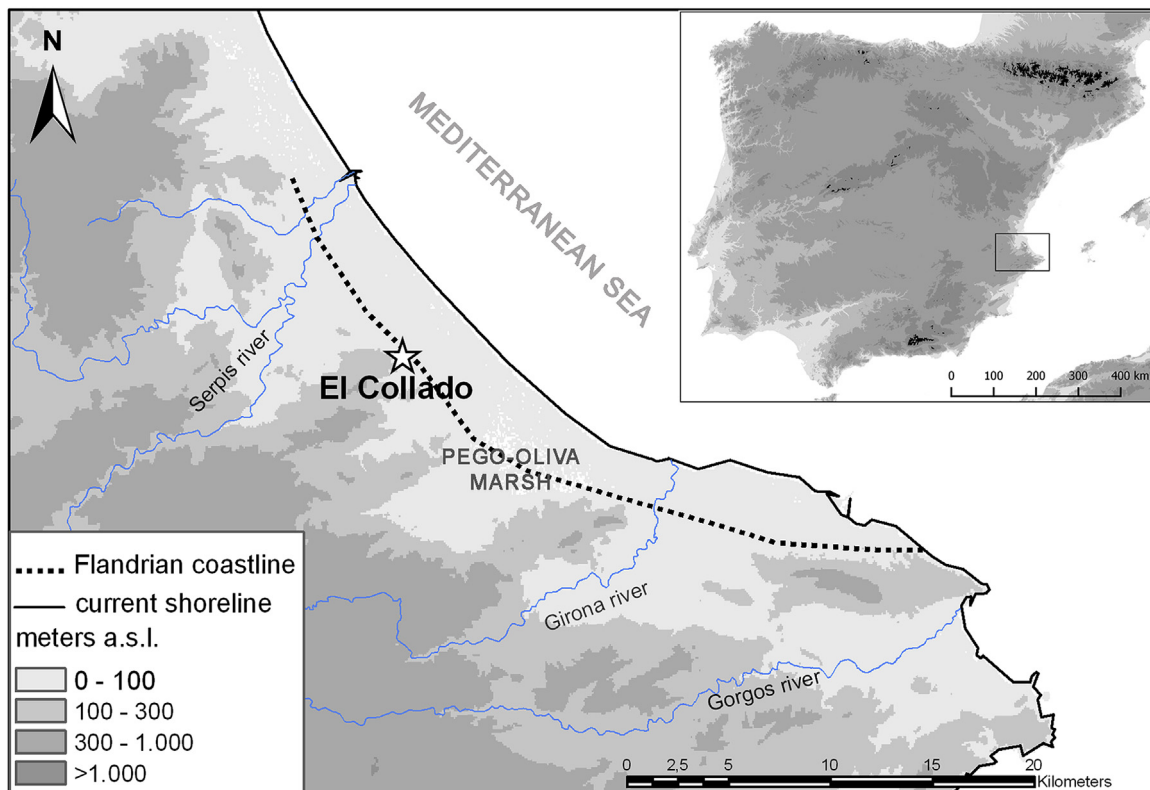 N
MEDITERRANEAN SEA
0 100 200 300 400 km
Serpis river
El Collado
PEGO-OLIVA
MARSH
Girona river
Gorgos river
Flandrian coastline
current shoreline
meters a.s.l.
0 - 100
100 - 300
300 - 1.000
>1.000
0 2,5 5 10 15 20
Kilometers